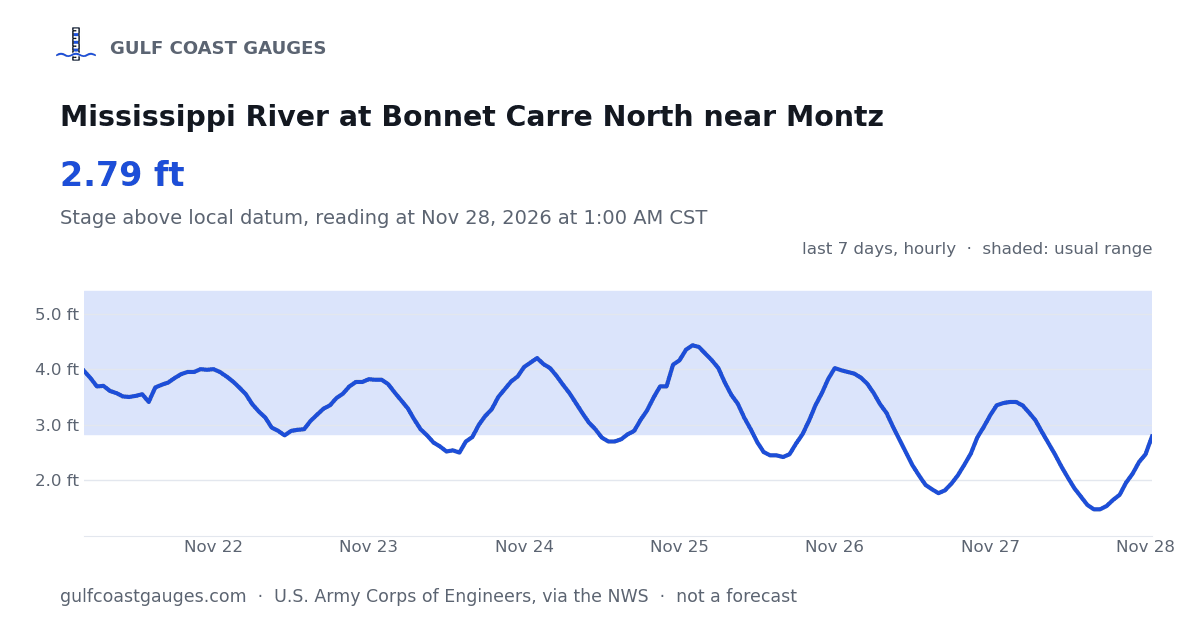 GULF COAST GAUGES
Mississippi River at Bonnet Carre North near Montz
2.79 ft
Stage above local datum, reading at Nov 28, 2026 at 1:00 AM CST
last 7 days, hourly · shaded: usual range
5.0 ft
4.0 ft
3.0 ft
2.0 ft
Nov 22 Nov 23 Nov 24 Nov 25 Nov 26 Nov 27 Nov 28
gulfcoastgauges.com · U.S. Army Corps of Engineers, via the NWS · not a forecast